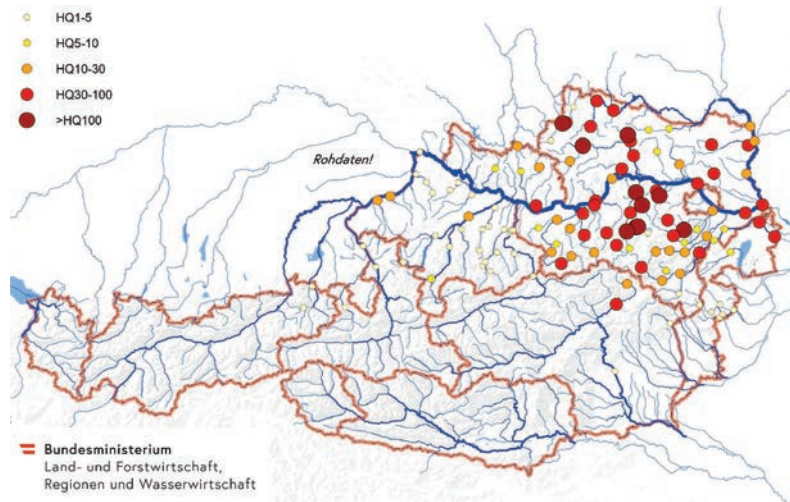 HQ1-5
HQ5-10
HQ10-30
HQ30-100
>HQ100
Rohdaten!
Bundesministerium
Land- und Forstwirtschaft,
Regionen und Wasserwirtschaft